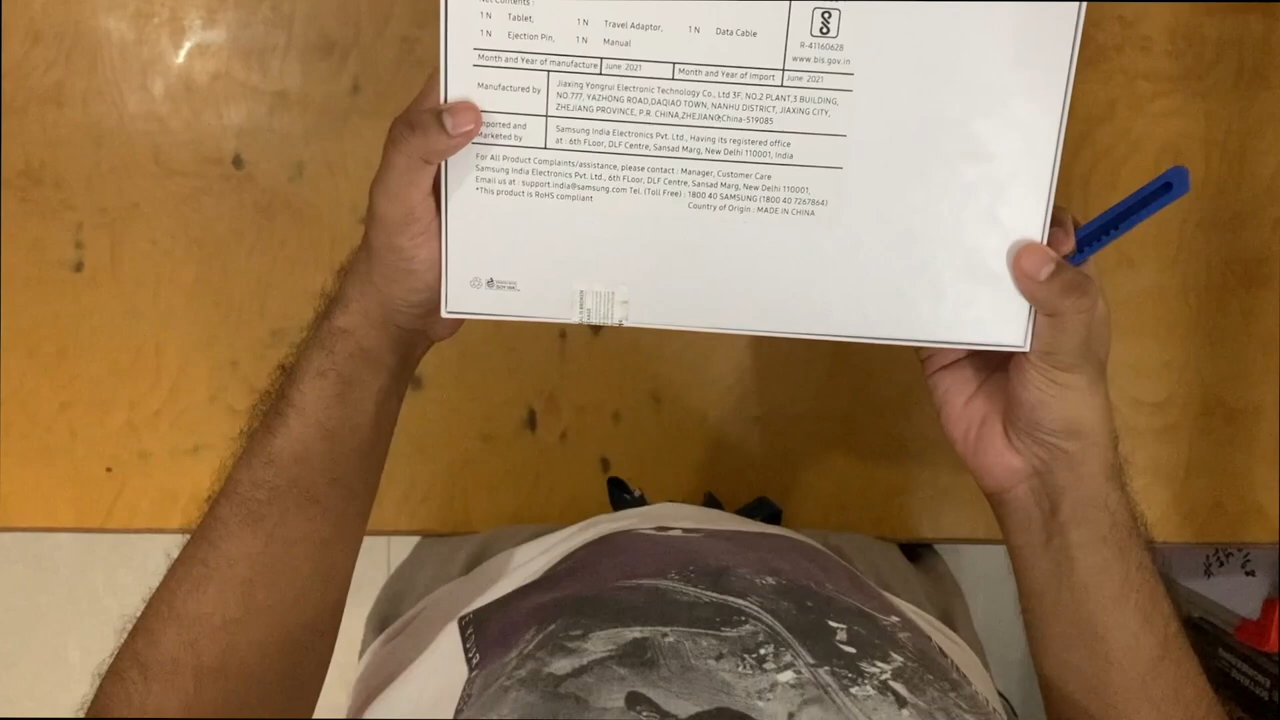 Net Contents :
1 N Tablet, 1 N Travel Adaptor, 1 N Data Cable
1 N Ejection Pin, 1 N Manual
R-41160628
www.bis.gov.in
Month and Year of manufacture June 2021 Month and Year of Import June 2021
Manufactured by
Jiaxing Yongrui Electronic Technology Co., Ltd 3F, NO.2 PLANT,3 BUILDING,
NO.777, YAZHONG ROAD,DAQIAO TOWN, NANHU DISTRICT, JIAXING CITY,
ZHEJIANG PROVINCE, P.R. CHINA,ZHEJIANG,China-519085
Imported and
Marketed by
Samsung India Electronics Pvt. Ltd., Having its registered office
at : 6th FLoor, DLF Centre, Sansad Marg, New Delhi 110001, India
For All Product Complaints/assistance, please contact : Manager, Customer Care
Samsung India Electronics Pvt. Ltd., 6th FLoor, DLF Centre, Sansad Marg, New Delhi 110001,
Email us at : support.india@samsung.com Tel. (Toll Free) : 1800 40 SAMSUNG (1800 40 7267864)
*This product is RoHS compliant
Country of Origin : MADE IN CHINA